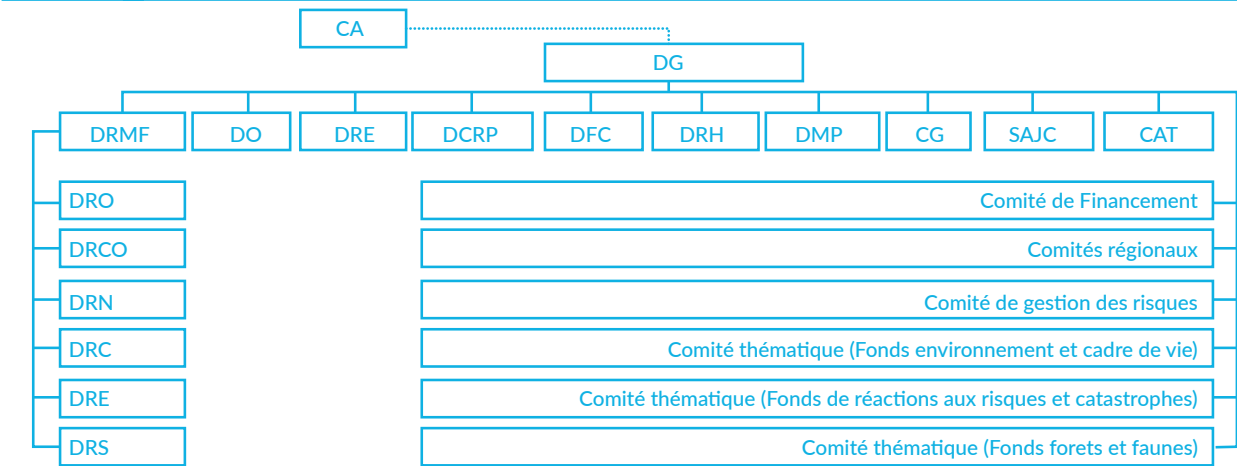 CA
DG
DRMF DO DRE DCRP DFC DRH DMP CG SAJC CAT
DRO Comité de Financement
DRCO Comités régionaux
DRN Comité de gestion des risques
DRC Comité thématique (Fonds environnement et cadre de vie)
DRE Comité thématique (Fonds de réactions aux risques et catastrophes)
DRS Comité thématique (Fonds forets et faunes)